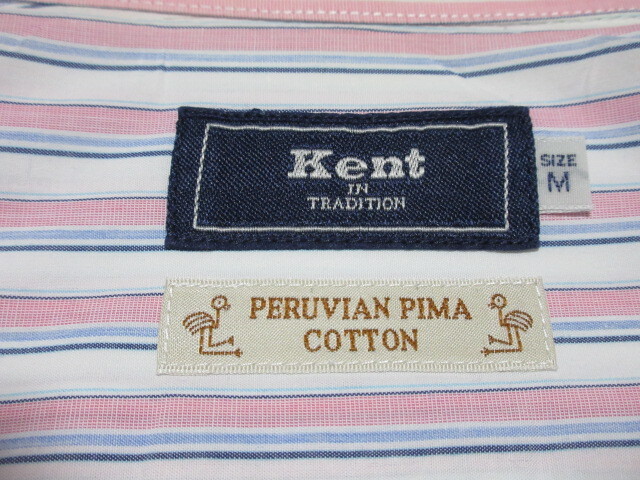 Kent
IN
TRADITION
SIZE
M
PERUVIAN PIMA
COTTON